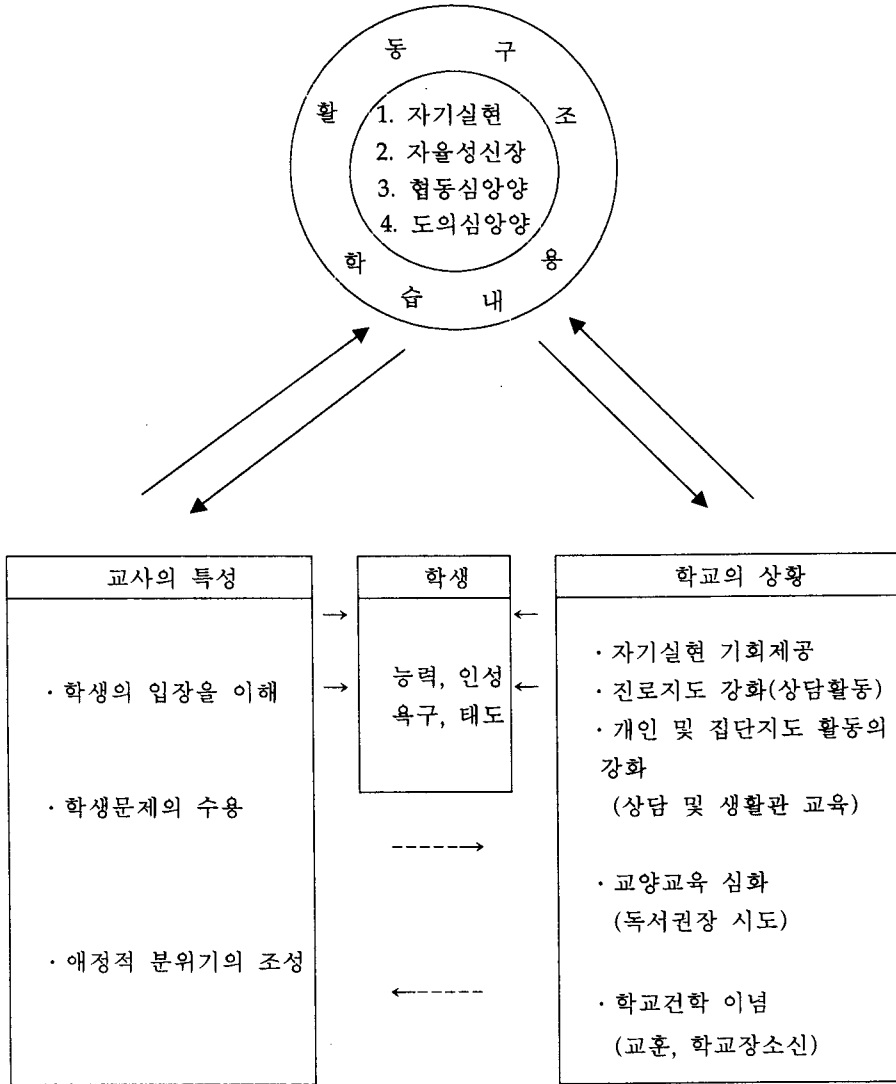 활 동 구 조
1. 자기실현
2. 자율성신장
3. 협동심앙양
4. 도의심앙양
학 습 내 용
교사의 특성
· 학생의 입장을 이해
· 학생문제의 수용
· 애정적 분위기의 조성
학생
능력, 인성
욕구, 태도
학교의 상황
· 자기실현 기회제공
· 진로지도 강화(상담활동)
· 개인 및 집단지도 활동의
강화
(상담 및 생활관 교육)
· 교양교육 심화
(독서권장 시도)
· 학교건학 이념
(교훈, 학교장소신)